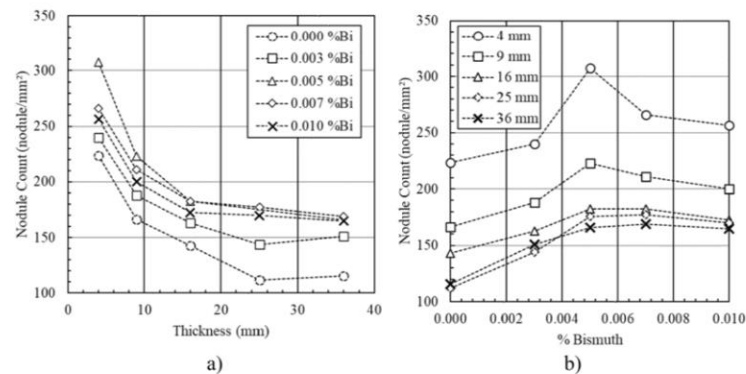 350
300
250
200
150
100
0
10
20
30
40
Nodule Count (nodule/mm²)
Thickness (mm)
0.000 %Bi
0.003 %Bi
0.005 %Bi
0.007 %Bi
0.010 %Bi
a)
350
300
250
200
150
100
0.000
0.002
0.004
0.006
0.008
0.010
Nodule Count (nodule/mm²)
% Bismuth
4 mm
9 mm
16 mm
25 mm
36 mm
b)